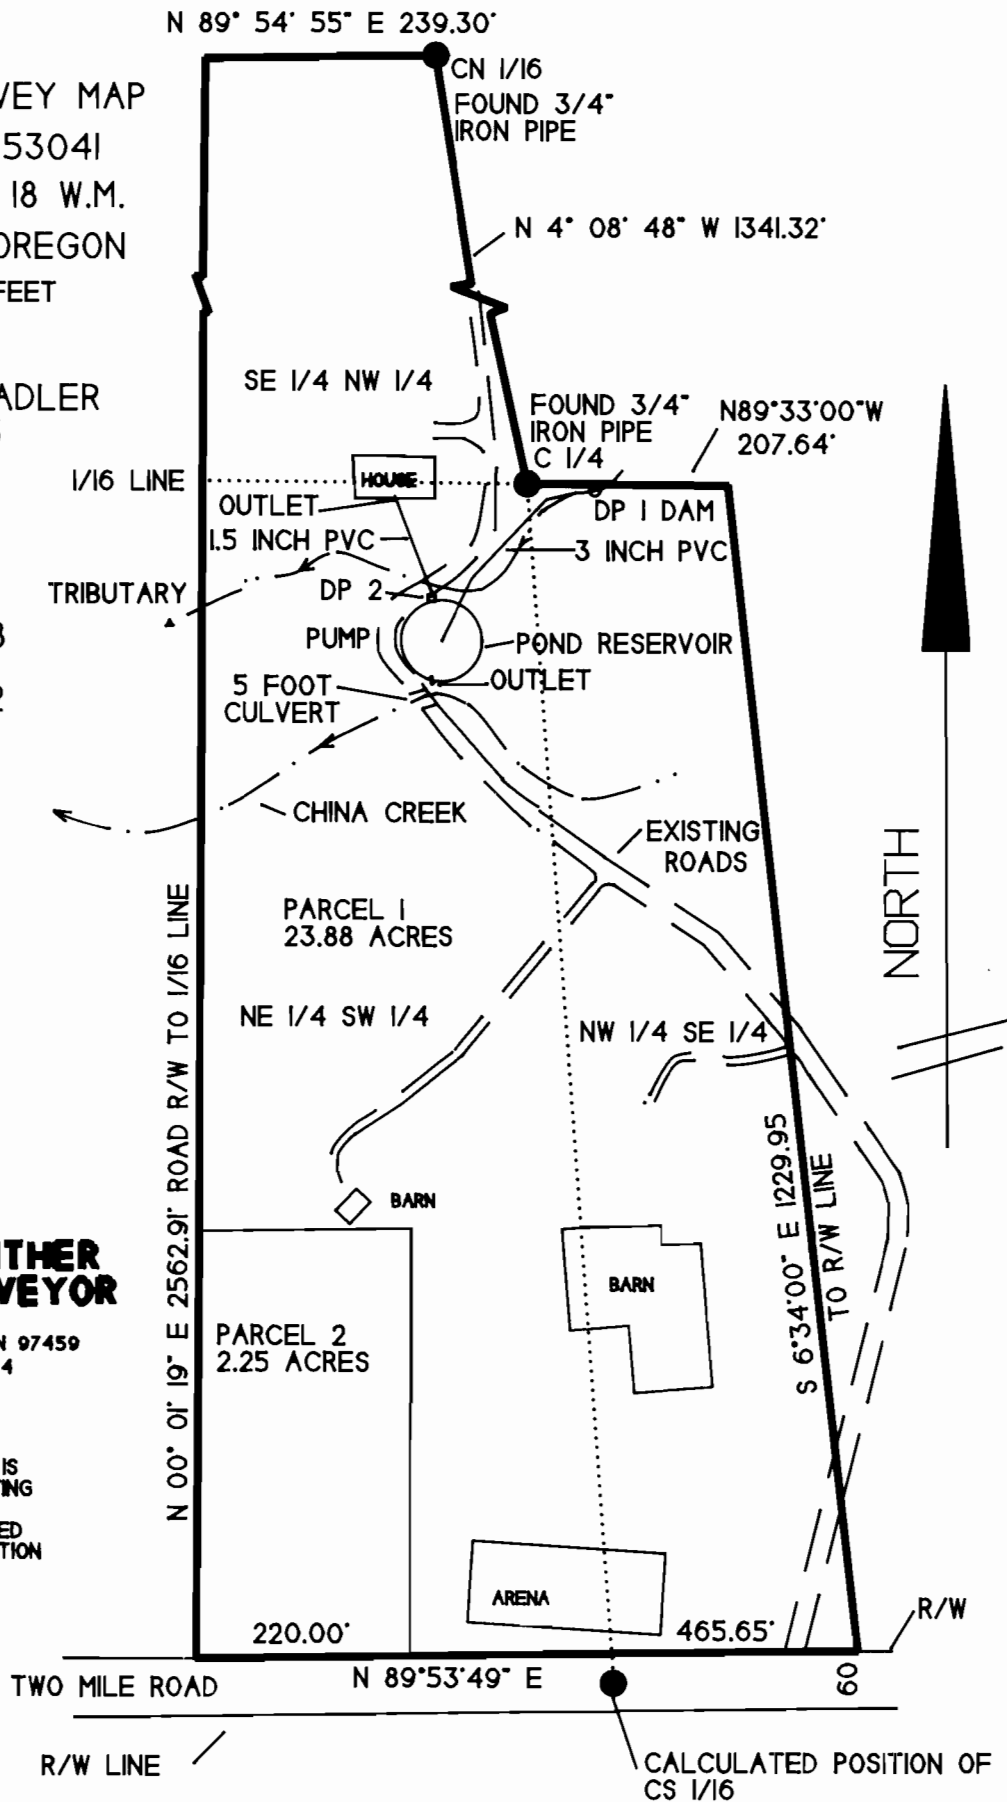 N 89° 54' 55" E 239.30'
CN 1/16
FOUND 3/4"
IRON PIPE
VEY MAP
53041
18 W.M.
OREGON
FEET
N 4° 08' 48" W 1341.32'
SE 1/4 NW 1/4
ADLER
FOUND 3/4"
IRON PIPE
C 1/4
N89°33'00"W
207.64'
1/16 LINE
HOUSE
OUTLET
DP 1 DAM
1.5 INCH PVC
3 INCH PVC
TRIBUTARY
DP 2
PUMP
POND RESERVOIR
OUTLET
5 FOOT
CULVERT
CHINA CREEK
EXISTING
ROADS
NORTH
PARCEL 1
23.88 ACRES
NE 1/4 SW 1/4
NW 1/4 SE 1/4
N 00° 01' 19" E 2562.91' ROAD R/W TO 1/16 LINE
S 6°34'00" E 1229.95
TO R/W LINE
BARN
BARN
ITHER
VEYOR
N 97459
4
PARCEL 2
2.25 ACRES
IS
TING
ED
TION
ARENA
220.00'
465.65'
R/W
TWO MILE ROAD
N 89°53'49" E
60
R/W LINE
CALCULATED POSITION OF
CS 1/16